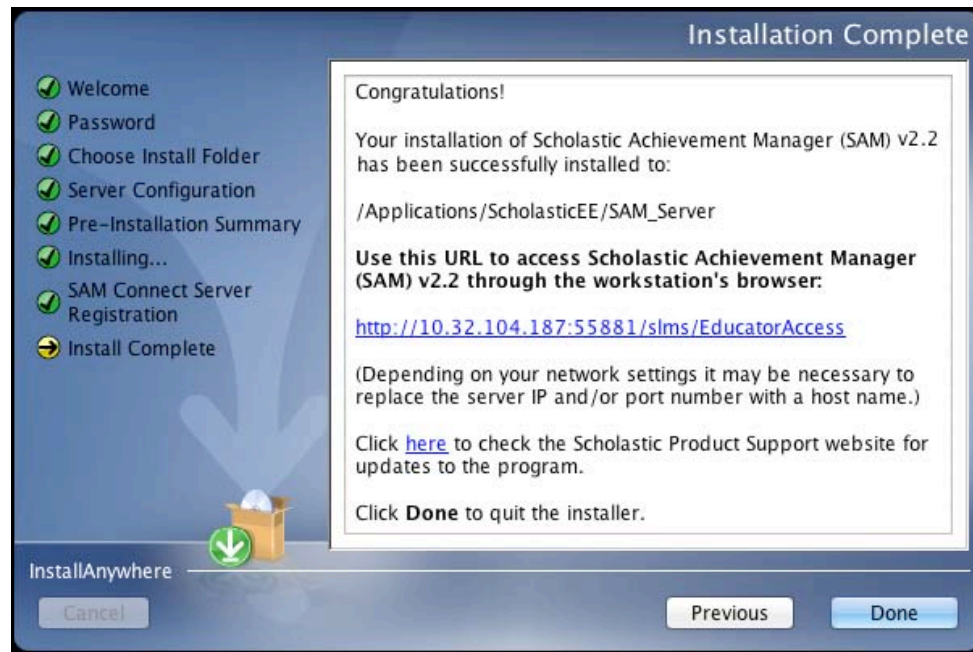 Installation Complete
Welcome
Password
Choose Install Folder
Server Configuration
Pre-Installation Summary
Installing...
SAM Connect Server
Registration
Install Complete
Congratulations!
Your installation of Scholastic Achievement Manager (SAM) v2.2
has been successfully installed to:
/Applications/ScholasticEE/SAM_Server
Use this URL to access Scholastic Achievement Manager
(SAM) v2.2 through the workstation's browser:
http://10.32.104.187:55881/slms/EducatorAccess
(Depending on your network settings it may be necessary to
replace the server IP and/or port number with a host name.)
Click here to check the Scholastic Product Support website for
updates to the program.
Click Done to quit the installer.
InstallAnywhere
Cancel
Previous
Done